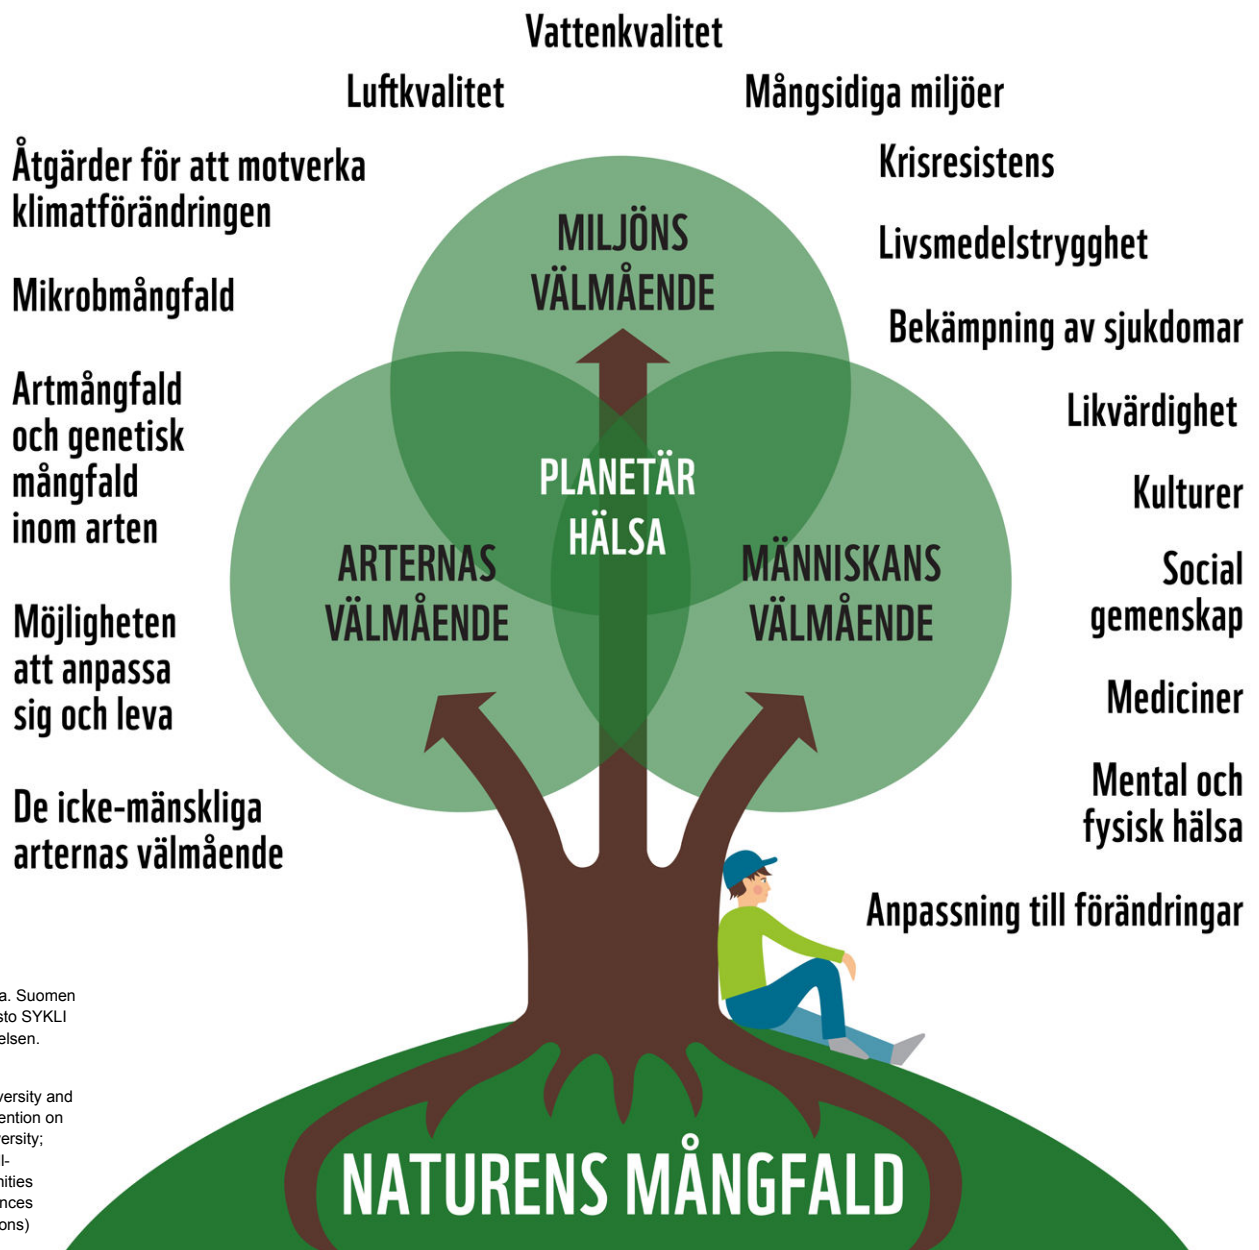 Vattenkvalitet
Luftkvalitet
Mångsidiga miljöer
Åtgärder för att motverka
klimatförändringen
Mikrobmångfald
Artmångfald
och genetisk
mångfald
inom arten
Möjligheten
att anpassa
sig och leva
De icke-mänskliga
arternas välmående
Krisresistens
Livsmedelstrygghet
Bekämpning av sjukdomar
Likvärdighet
Kulturer
Social
gemenskap
Mediciner
Mental och
fysisk hälsa
Anpassning till förändringar
MILJÖNS
VÄLMÅENDE
PLANETÄR
HÄLSA
ARTERNAS
VÄLMÅENDE
MÄNNISKANS
VÄLMÅENDE
NATURENS MÅNGFALD
a. Suomen
sto SYKLI
elsen.
versity and
ention on
versity;
ll-
nities
nces
ons)